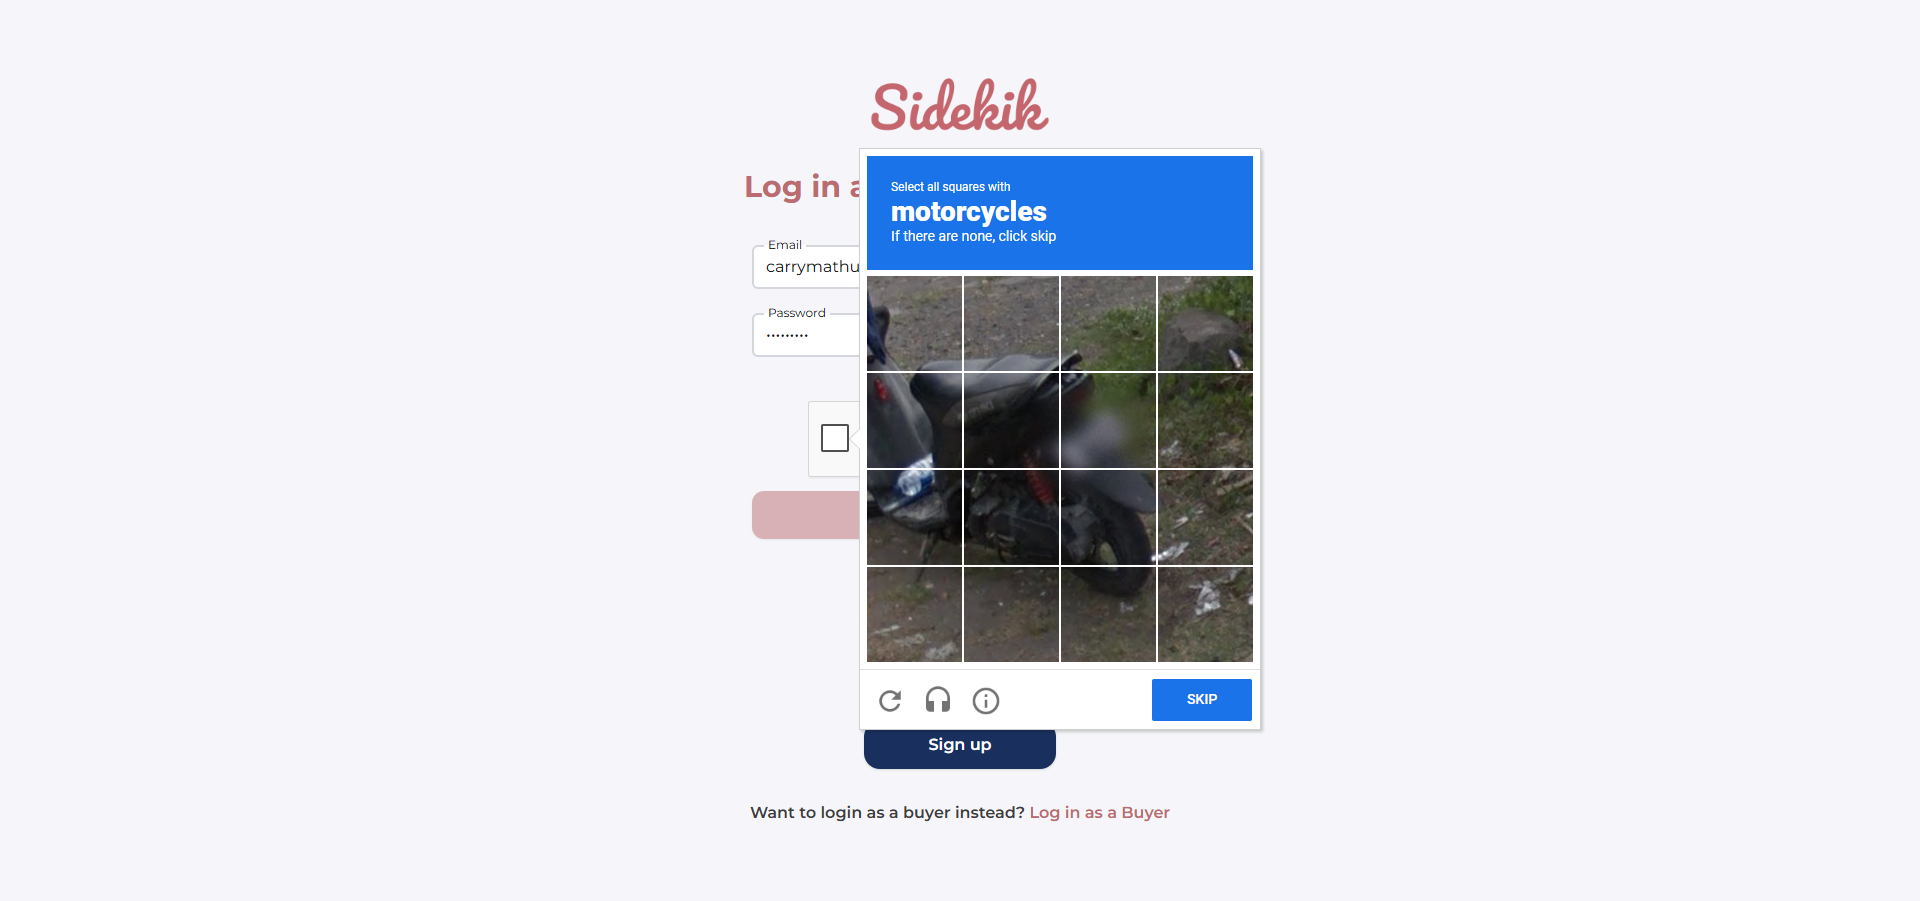 Sidekik
Log in a
Select all squares with
motorcycles
If there are none, click skip
Email
carrymathu
Password
•••••••••
SKIP
Sign up
Want to login as a buyer instead? Log in as a Buyer